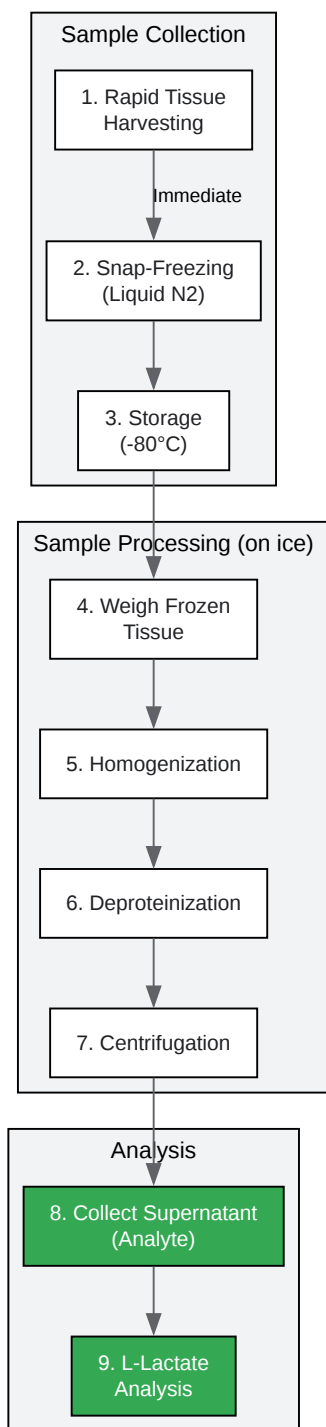 Sample Collection
1. Rapid Tissue
Harvesting
Immediate
2. Snap-Freezing
(Liquid N2)
3. Storage
(-80°C)
Sample Processing (on ice)
4. Weigh Frozen
Tissue
5. Homogenization
6. Deproteinization
7. Centrifugation
Analysis
8. Collect Supernatant
(Analyte)
9. L-Lactate
Analysis